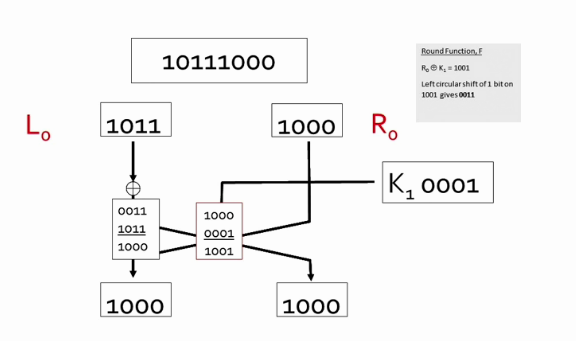 10111000
Round Function, F
R0 ⊕ K1 = 1001
Left circular shift of 1 bit on
1001 gives 0011
L0
1011
1000
R0
K1 0001
0011
1011
1000
1000
0001
1001
1000
1000